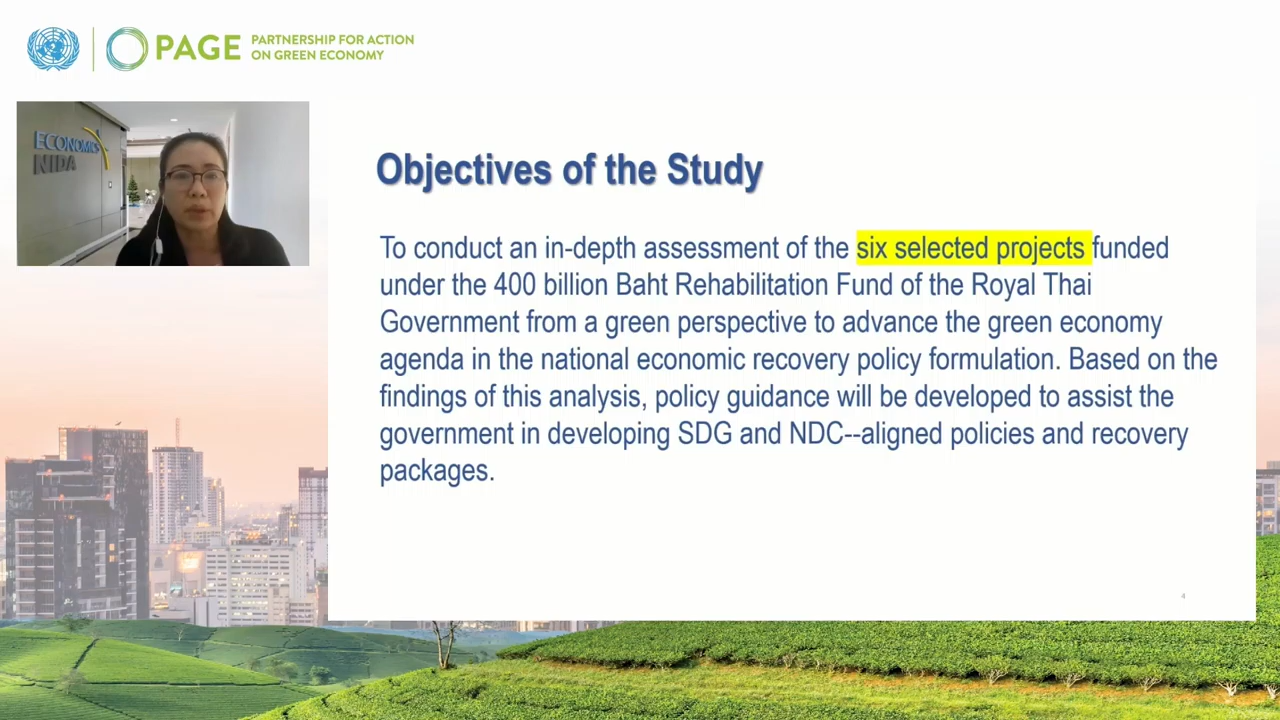 PAGE
PARTNERSHIP FOR ACTION
ON GREEN ECONOMY
ECONOMICS
NIDA
Objectives of the Study
To conduct an in-depth assessment of the six selected projects funded
under the 400 billion Baht Rehabilitation Fund of the Royal Thai
Government from a green perspective to advance the green economy
agenda in the national economic recovery policy formulation. Based on the
findings of this analysis, policy guidance will be developed to assist the
government in developing SDG and NDC--aligned policies and recovery
packages.
4